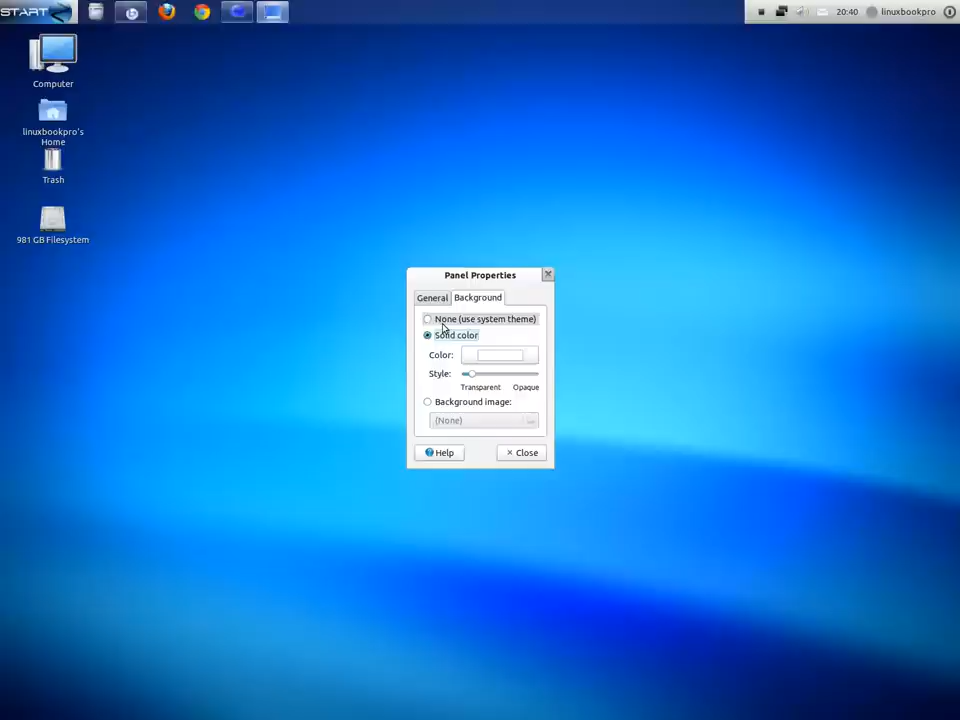 START
20:40
linuxbookpro
Computer
linuxbookpro's
Home
Trash
981 GB Filesystem
Panel Properties
General
Background
None (use system theme)
Solid color
Color:
Style:
Transparent
Opaque
Background image:
(None)
Help
Close